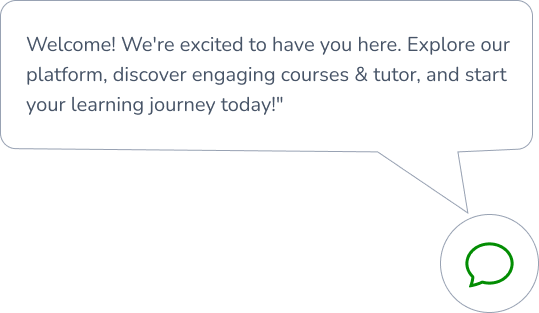 Welcome! We're excited to have you here. Explore our
platform, discover engaging courses & tutor, and start
your learning journey today!"